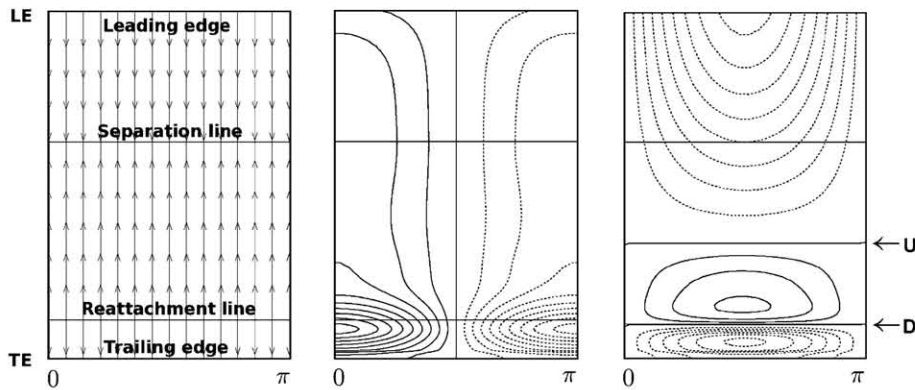 LE
Leading edge
Separation line
Reattachment line
Trailing edge
TE
0 π
0 π
0 π
U
D